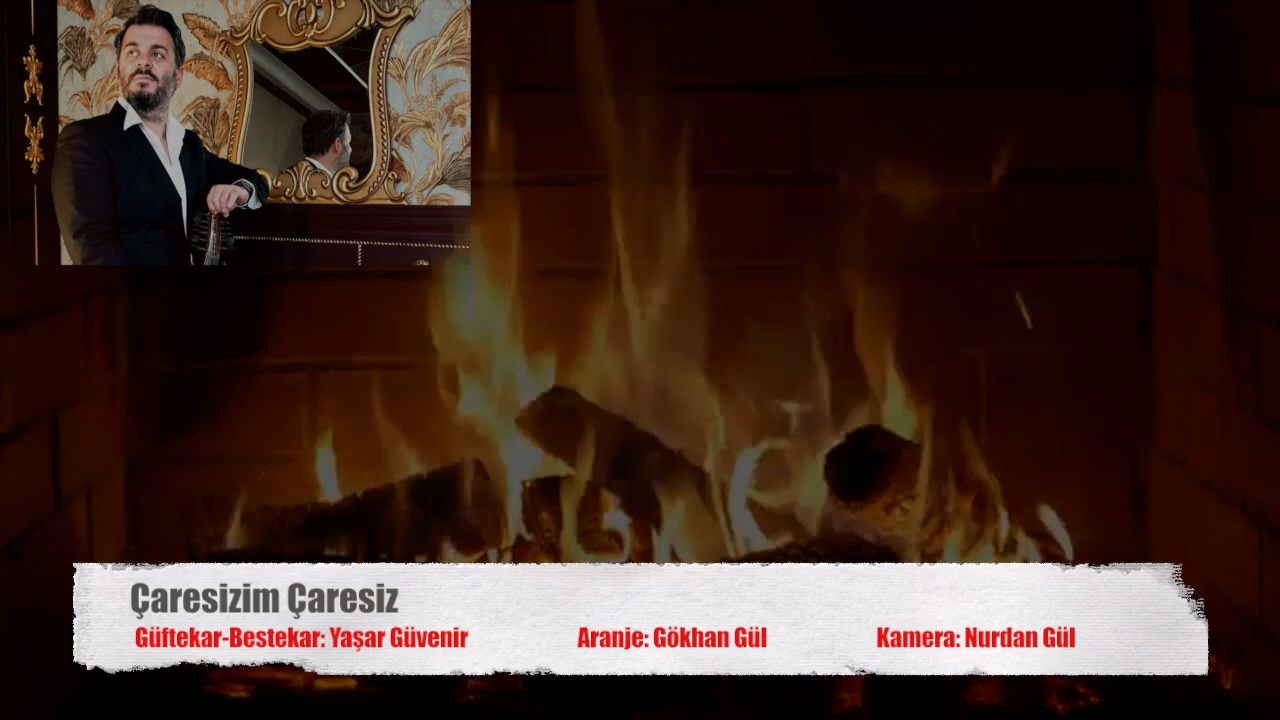 Çaresizim Çaresiz
Güftekar-Bestekar: Yaşar Güvenir Aranje: Gökhan Gül Kamera: Nurdan Gül